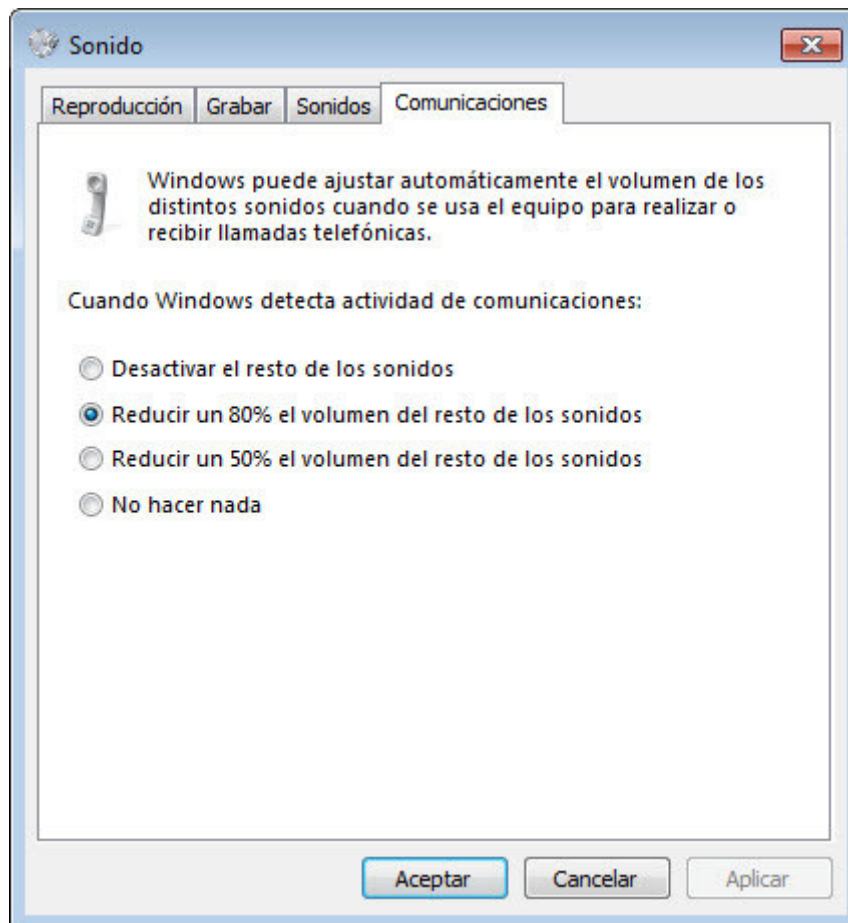 Sonido
Reproducción Grabar Sonidos Comunicaciones
Windows puede ajustar automáticamente el volumen de los
distintos sonidos cuando se usa el equipo para realizar o
recibir llamadas telefónicas.
Cuando Windows detecta actividad de comunicaciones:
Desactivar el resto de los sonidos
Reducir un 80% el volumen del resto de los sonidos
Reducir un 50% el volumen del resto de los sonidos
No hacer nada
Aceptar Cancelar Aplicar